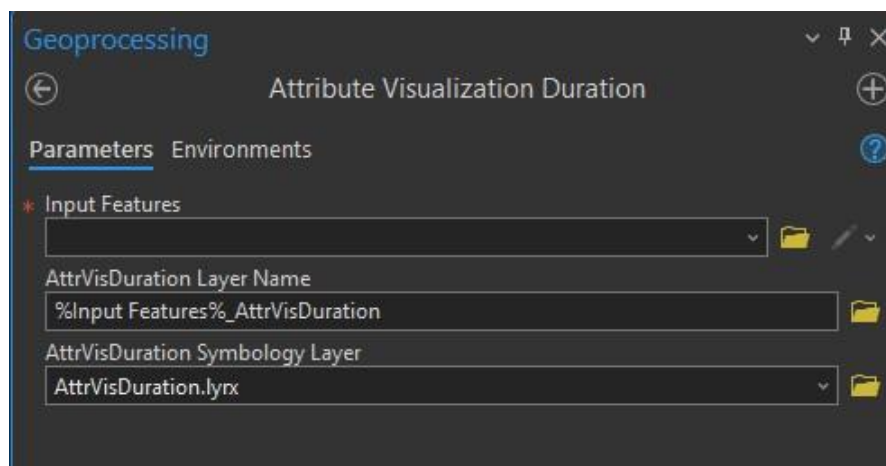 Geoprocessing
Attribute Visualization Duration
Parameters Environments
* Input Features
AttrVisDuration Layer Name
%Input Features%_AttrVisDuration
AttrVisDuration Symbology Layer
AttrVisDuration.lyrx